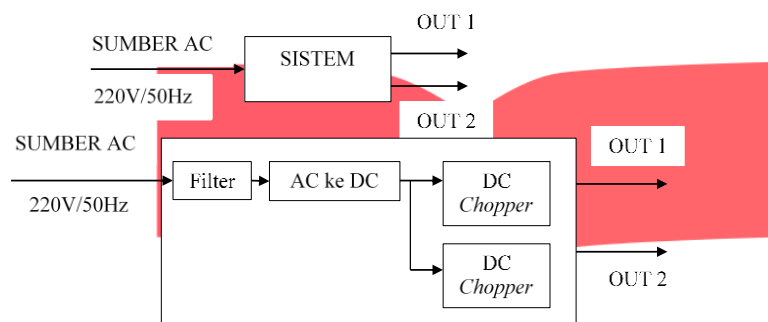 OUT 1
SUMBER AC
SISTEM
220V/50Hz
OUT 2
SUMBER AC
OUT 1
Filter
AC ke DC
DC
Chopper
220V/50Hz
DC
Chopper
OUT 2